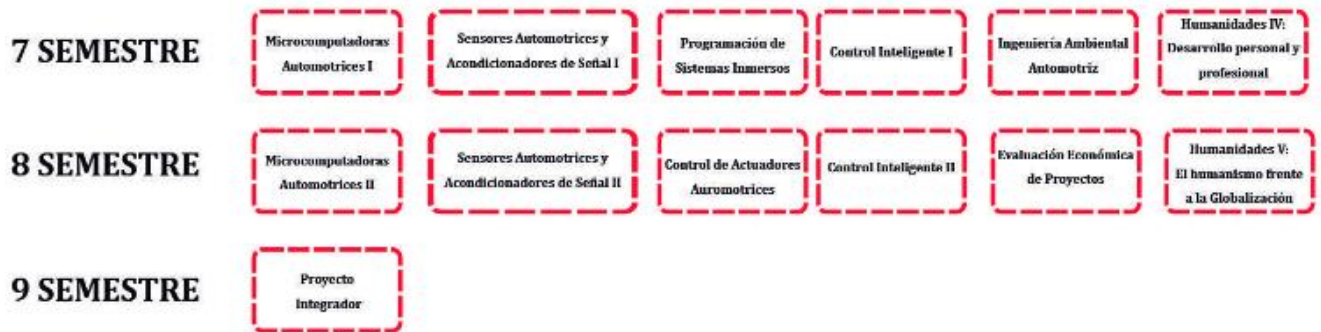 7 SEMESTRE
Microcomputadoras
Automotrices I
Sensores Automotrices y
Acondicionadores de Señal I
Programación de
Sistemas Inmersos
Control Inteligente I
Ingeniería Ambiental
Automotriz
Humanidades IV:
Desarrollo personal y
profesional
8 SEMESTRE
Microcomputadoras
Automotrices II
Sensores Automotrices y
Acondicionadores de Señal II
Control de Actuadores
Auromotrices
Control Inteligente II
Evaluación Económica
de Proyectos
Humanidades V:
El humanismo frente
a la Globalización
9 SEMESTRE
Proyecto
Integrador